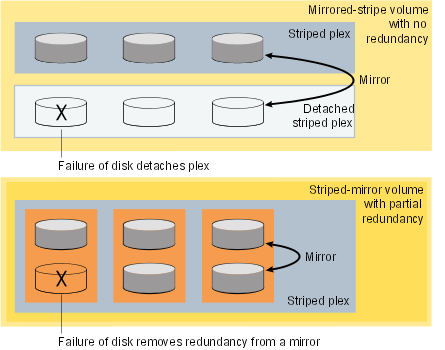 Mirrored-stripe volume
with no
redundancy
Striped plex
Mirror
Detached
striped plex
X
Failure of disk detaches plex
Striped-mirror volume
with partial
redundancy
Mirror
X
Striped plex
Failure of disk removes redundancy from a mirror